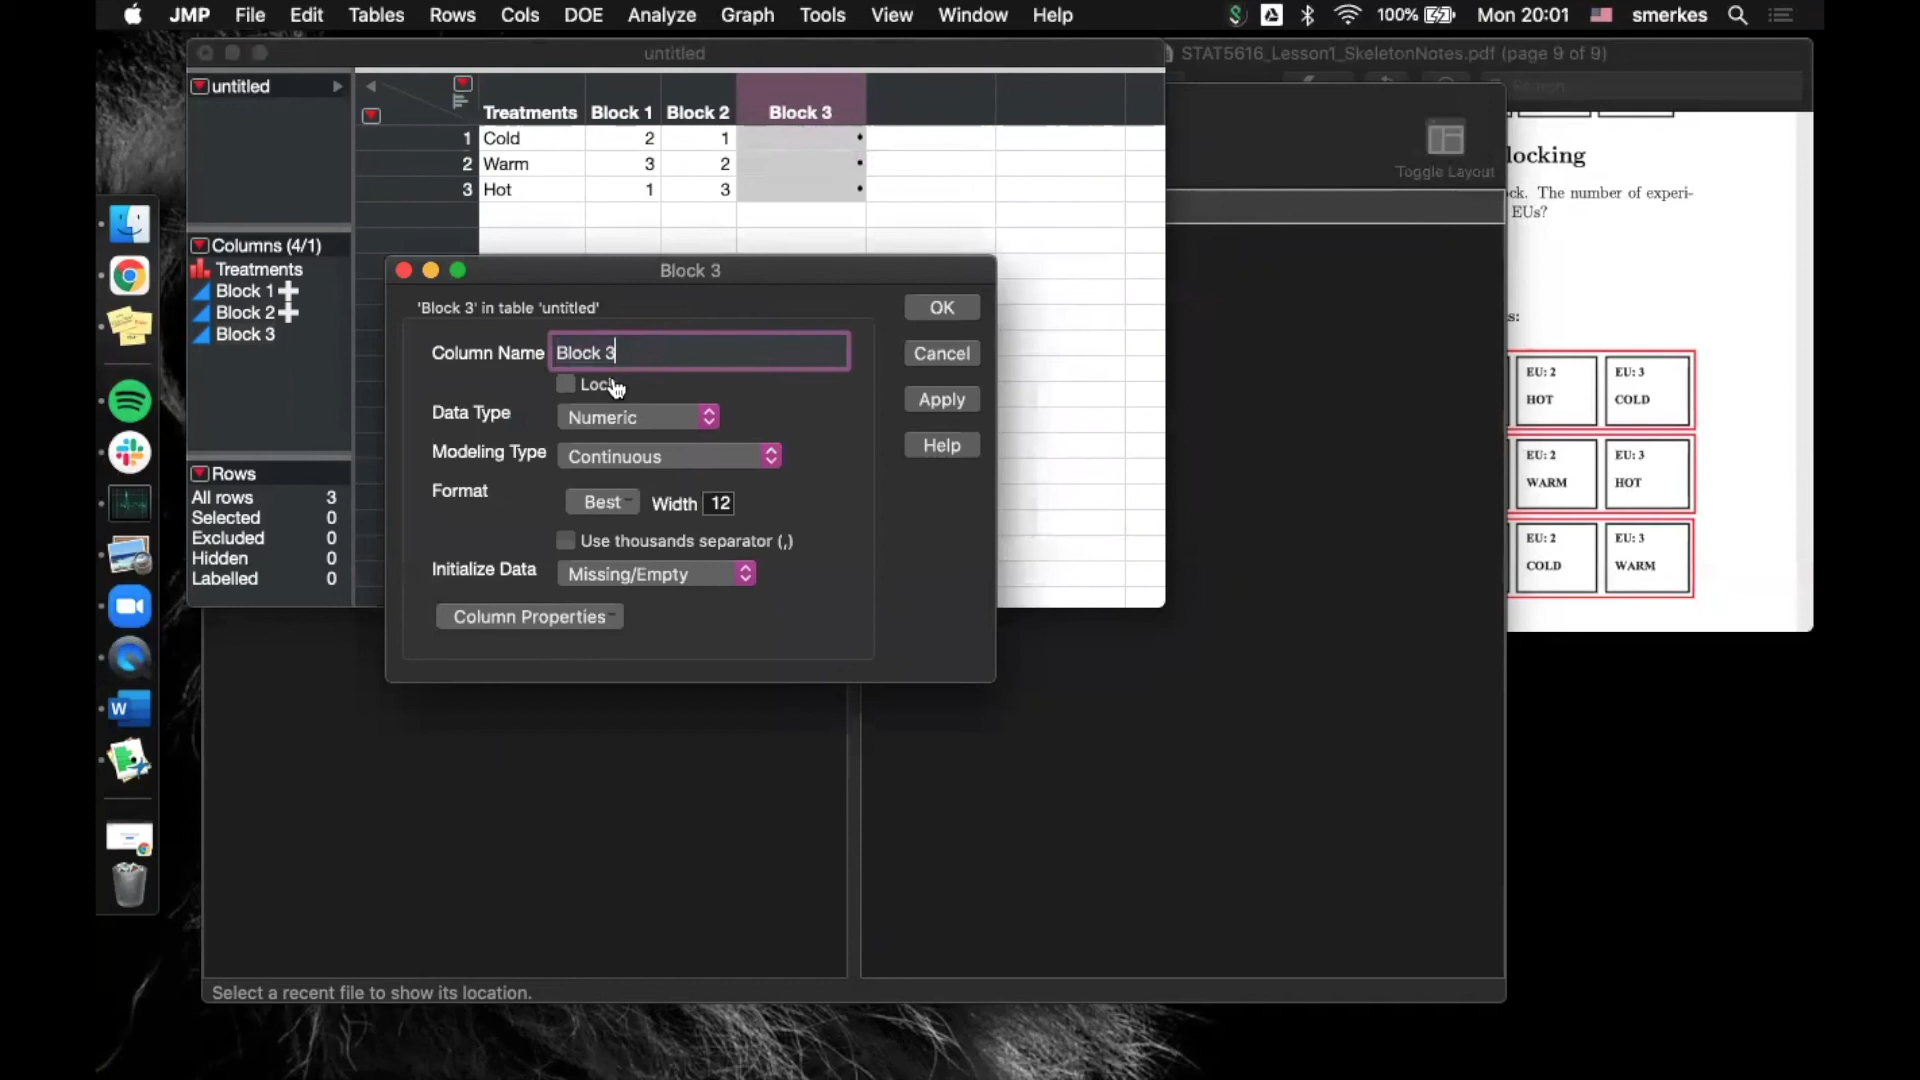 JMP File Edit Tables Rows Cols DOE Analyze Graph Tools View Window Help 100% Mon 20:01 smerkes
untitled
STAT5616_Lesson1_SkeletonNotes.pdf (page 9 of 9)
Search
untitled
Treatments Block 1 Block 2 Block 3
1 Cold 2 1 •
2 Warm 3 2 •
3 Hot 1 3 •
Columns (4/1)
Treatments
Block 1
Block 2
Block 3
Rows
All rows 3
Selected 0
Excluded 0
Hidden 0
Labelled 0
Block 3
'Block 3' in table 'untitled'
Column Name Block 3
Lock
Data Type Numeric
Modeling Type Continuous
Format Best Width 12
Use thousands separator (,)
Initialize Data Missing/Empty
Column Properties
OK
Cancel
Apply
Help
Toggle Layout
locking
ck. The number of experi-
EUs?
s:
EU: 2 EU: 3
HOT COLD
EU: 2 EU: 3
WARM HOT
EU: 2 EU: 3
COLD WARM
W
Select a recent file to show its location.